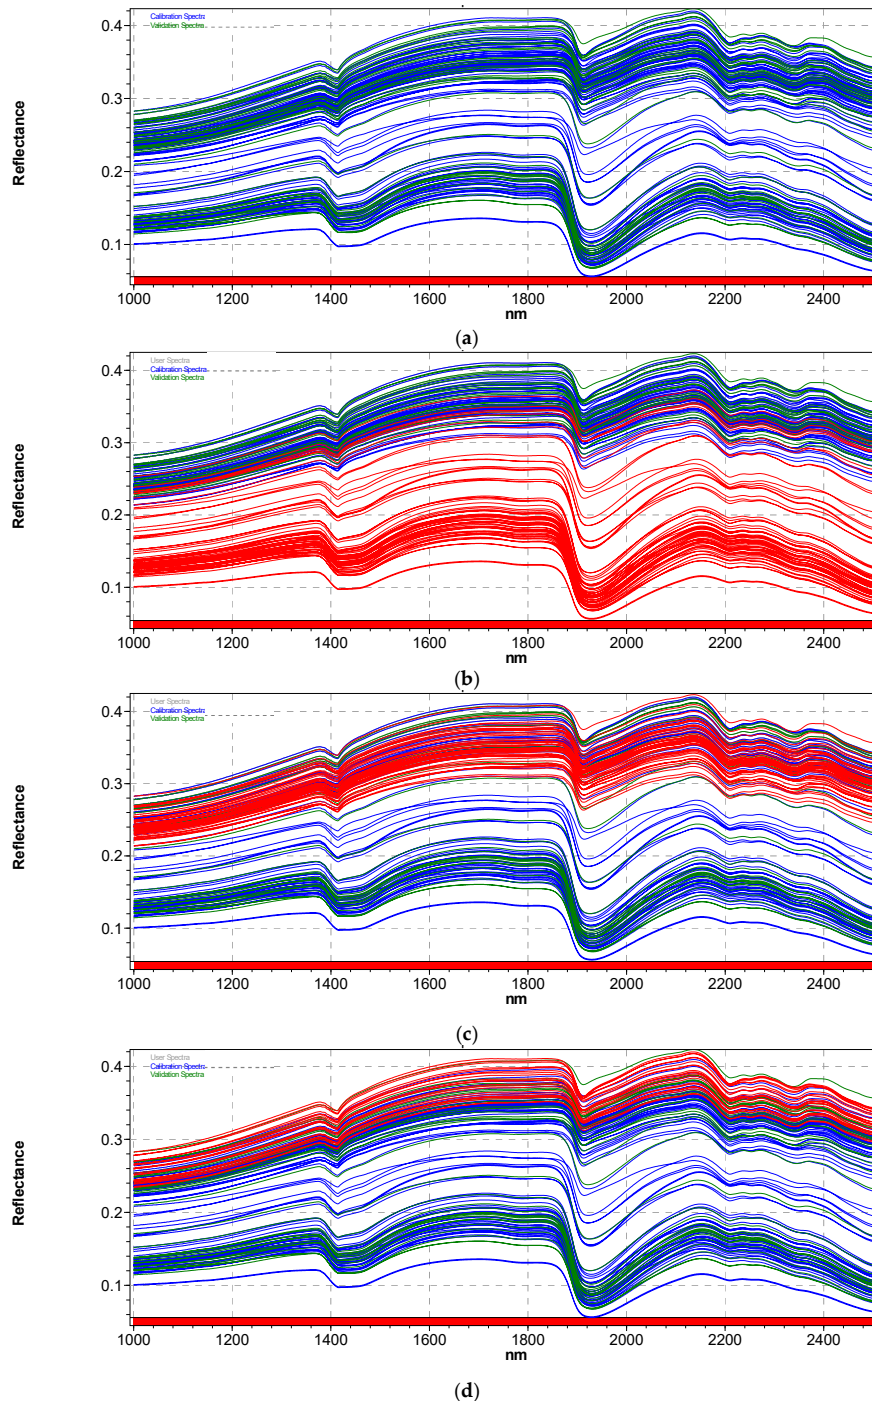 Calibration Spectra
Validation Spectra
0.4
0.3
0.2
0.1
Reflectance
1000 1200 1400 1600 1800 2000 2200 2400
nm
(a)
User Spectra
Calibration Spectra
Validation Spectra
0.4
0.3
0.2
0.1
Reflectance
1000 1200 1400 1600 1800 2000 2200 2400
nm
(b)
User Spectra
Calibration Spectra
Validation Spectra
0.4
0.3
0.2
0.1
Reflectance
1000 1200 1400 1600 1800 2000 2200 2400
nm
(c)
User Spectra
Calibration Spectra
Validation Spectra
0.4
0.3
0.2
0.1
Reflectance
1000 1200 1400 1600 1800 2000 2200 2400
nm
(d)